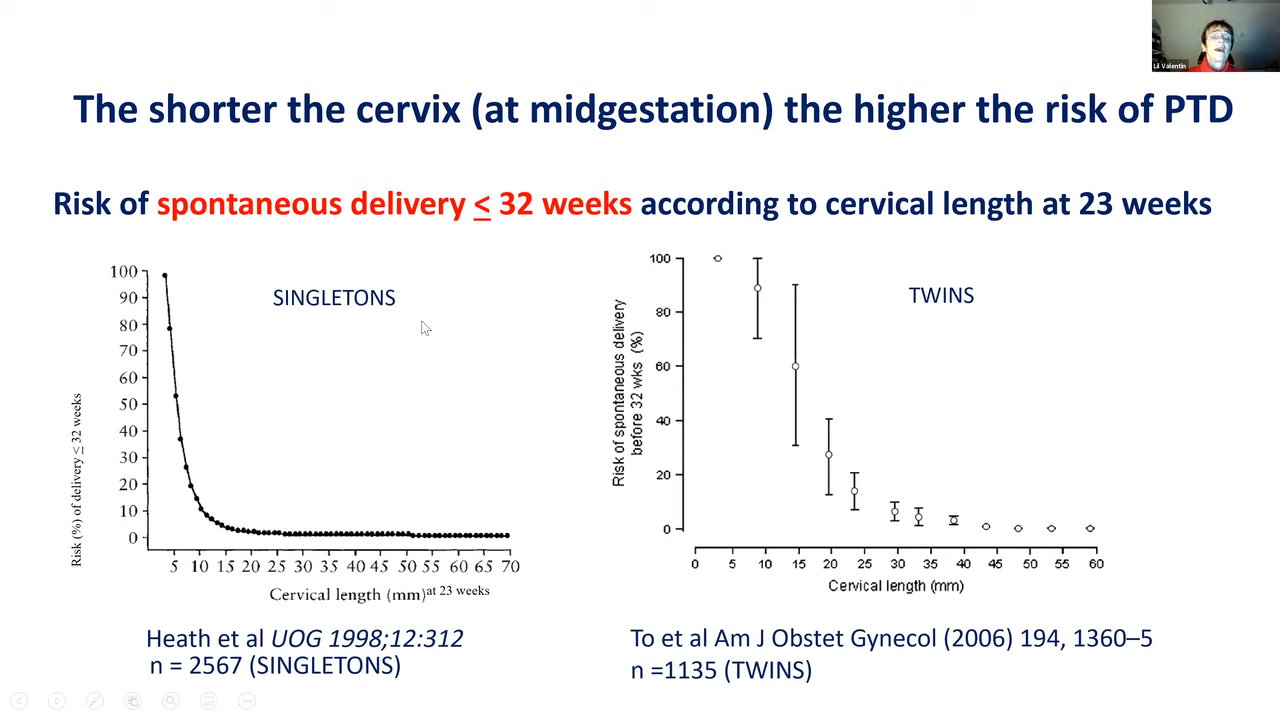 Lil Valentin
The shorter the cervix (at midgestation) the higher the risk of PTD
Risk of spontaneous delivery ≤ 32 weeks according to cervical length at 23 weeks
SINGLETONS
Risk (%) of delivery ≤ 32 weeks
100
90
80
70
60
50
40
30
20
10
0
5 10 15 20 25 30 35 40 45 50 55 60 65 70
Cervical length (mm) at 23 weeks
Heath et al UOG 1998;12:312
n = 2567 (SINGLETONS)
TWINS
Risk of spontaneous delivery
before 32 wks (%)
100
80
60
40
20
0
0 5 10 15 20 25 30 35 40 45 50 55 60
Cervical length (mm)
To et al Am J Obstet Gynecol (2006) 194, 1360–5
n =1135 (TWINS)